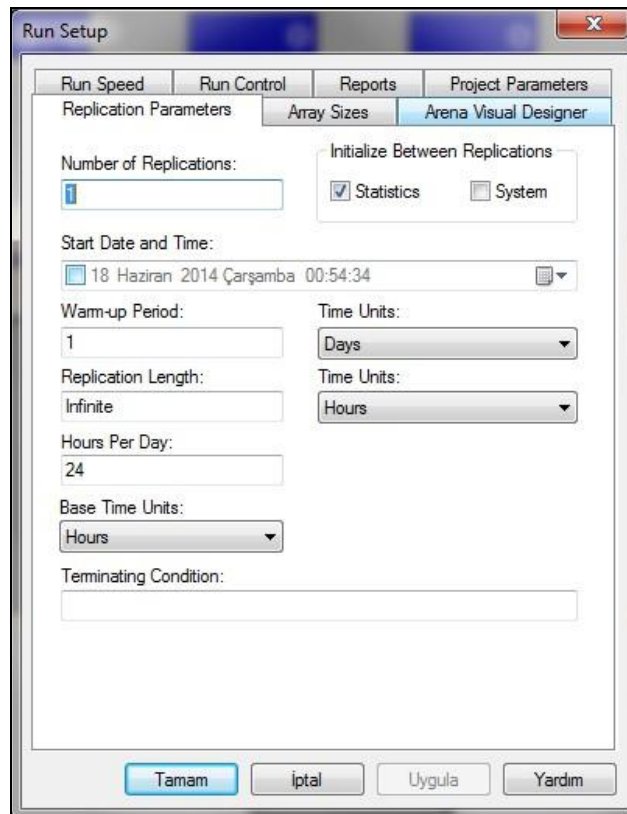 Run Setup
Run Speed Run Control Reports Project Parameters
Replication Parameters Array Sizes Arena Visual Designer
Number of Replications:
1
Initialize Between Replications
Statistics System
Start Date and Time:
18 Haziran 2014 Çarşamba 00:54:34
Warm-up Period: Time Units:
1 Days
Replication Length: Time Units:
Infinite Hours
Hours Per Day:
24
Base Time Units:
Hours
Terminating Condition:
Tamam İptal Uygula Yardım